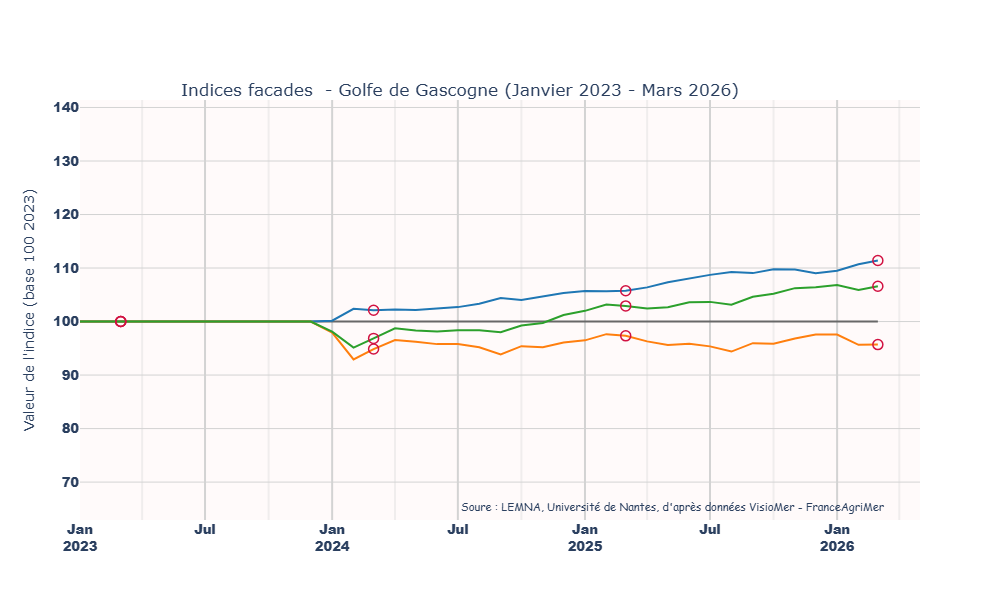 Indices facades - Golfe de Gascogne (Janvier 2023 - Mars 2026)
Valeur de l'indice (base 100 2023)
140
130
120
110
100
90
80
70
Soure : LEMNA, Université de Nantes, d'après données VisioMer - FranceAgriMer
Jan Jul Jan Jul Jan Jul Jan
2023 2024 2025 2026